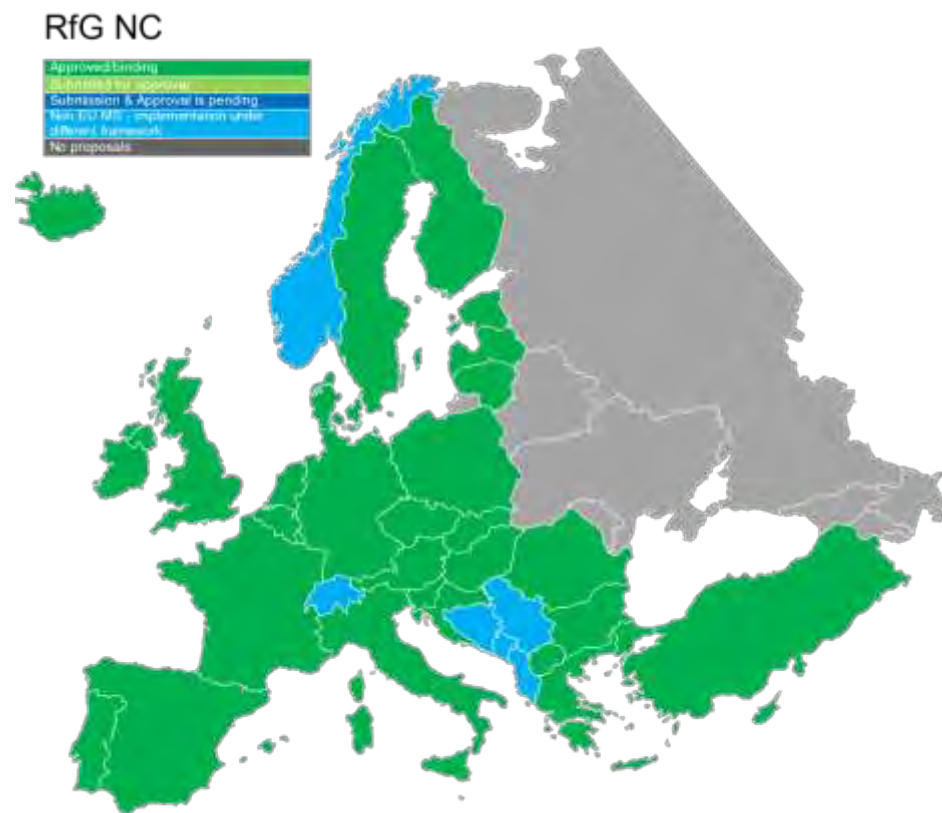 RfG NC
Approved/binding
Submitted for approval
Submission & Approval is pending
Non EU MS - implementation under
different framework
No proposals